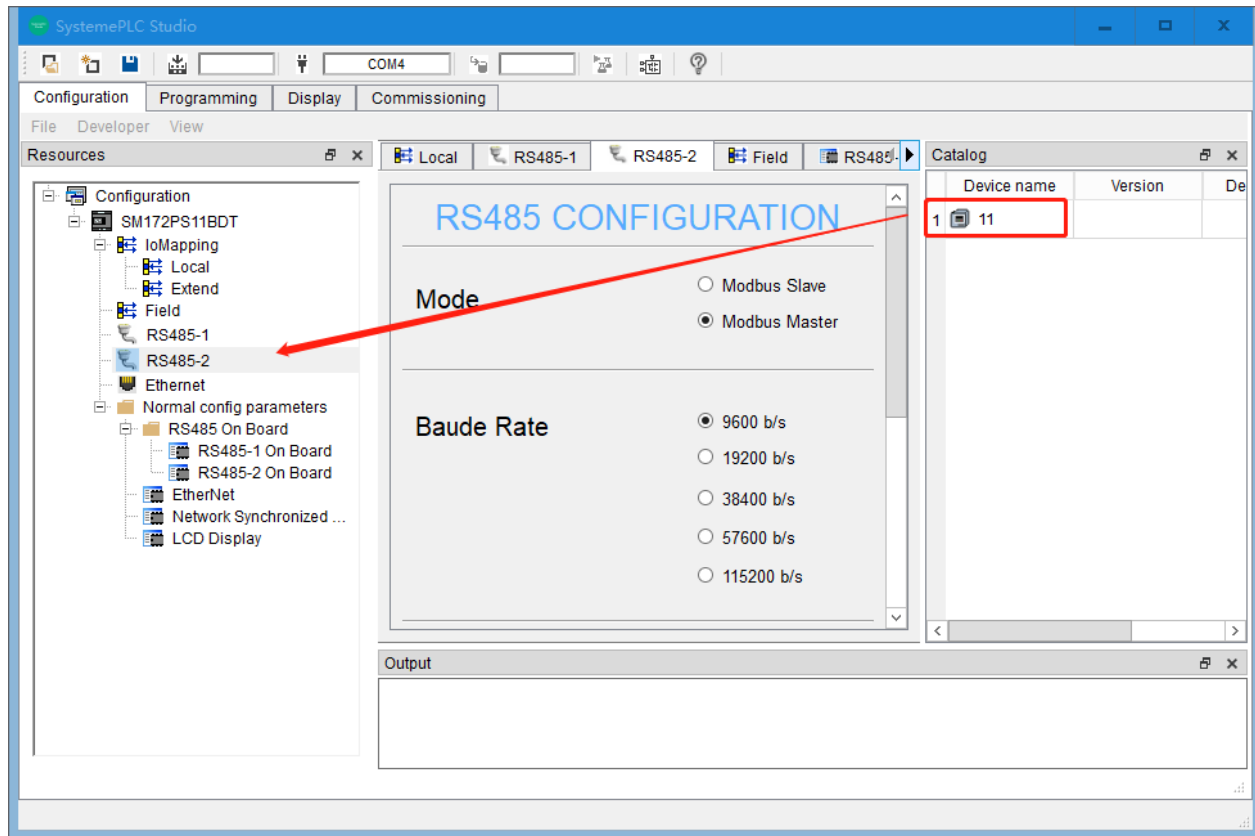 SystemePLC Studio
COM4
Configuration Programming Display Commissioning
File Developer View
Resources
Configuration
SM172PS11BDT
IoMapping
Local
Extend
Field
RS485-1
RS485-2
Ethernet
Normal config parameters
RS485 On Board
RS485-1 On Board
RS485-2 On Board
EtherNet
Network Synchronized ...
LCD Display
Local RS485-1 RS485-2 Field RS485-
RS485 CONFIGURATION
Mode
Modbus Slave
Modbus Master
Baude Rate
9600 b/s
19200 b/s
38400 b/s
57600 b/s
115200 b/s
Catalog
Device name Version De
1 11
Output